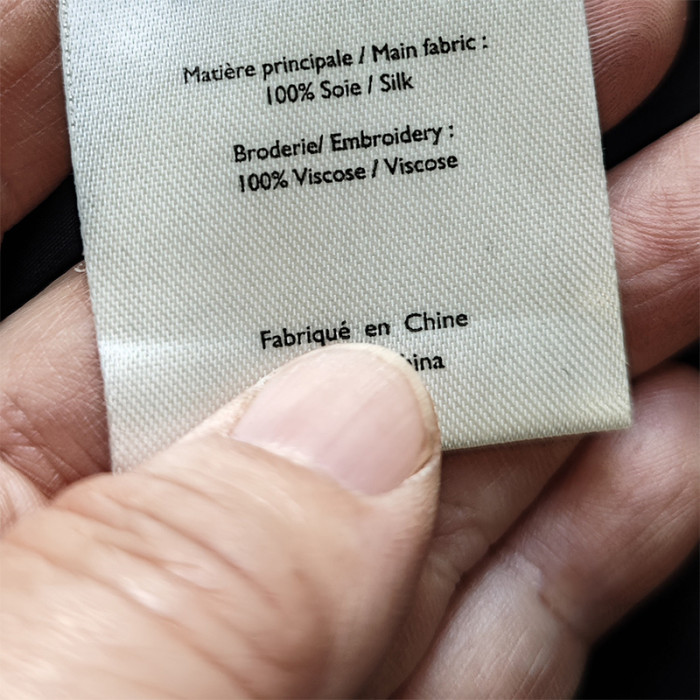 Matière principale / Main fabric :
100% Soie / Silk
Broderie/ Embroidery :
100% Viscose / Viscose
Fabriqué en Chine